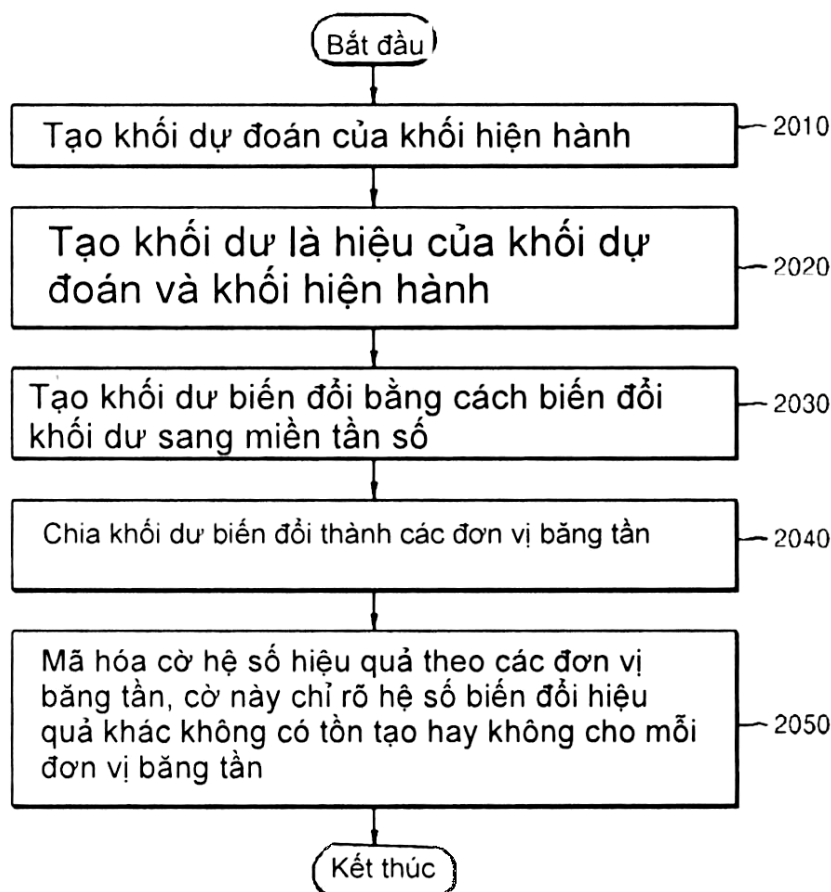 Bắt đầu
Tạo khối dự đoán của khối hiện hành
2010
Tạo khối dư là hiệu của khối dự
đoán và khối hiện hành
2020
Tạo khối dư biến đổi bằng cách biến đổi
khối dư sang miền tần số
2030
Chia khối dư biến đổi thành các đơn vị băng tần
2040
Mã hóa cờ hệ số hiệu quả theo các đơn vị
băng tần, cờ này chỉ rõ hệ số biến đổi hiệu
quả khác không có tồn tạo hay không cho mỗi
đơn vị băng tần
2050
Kết thúc